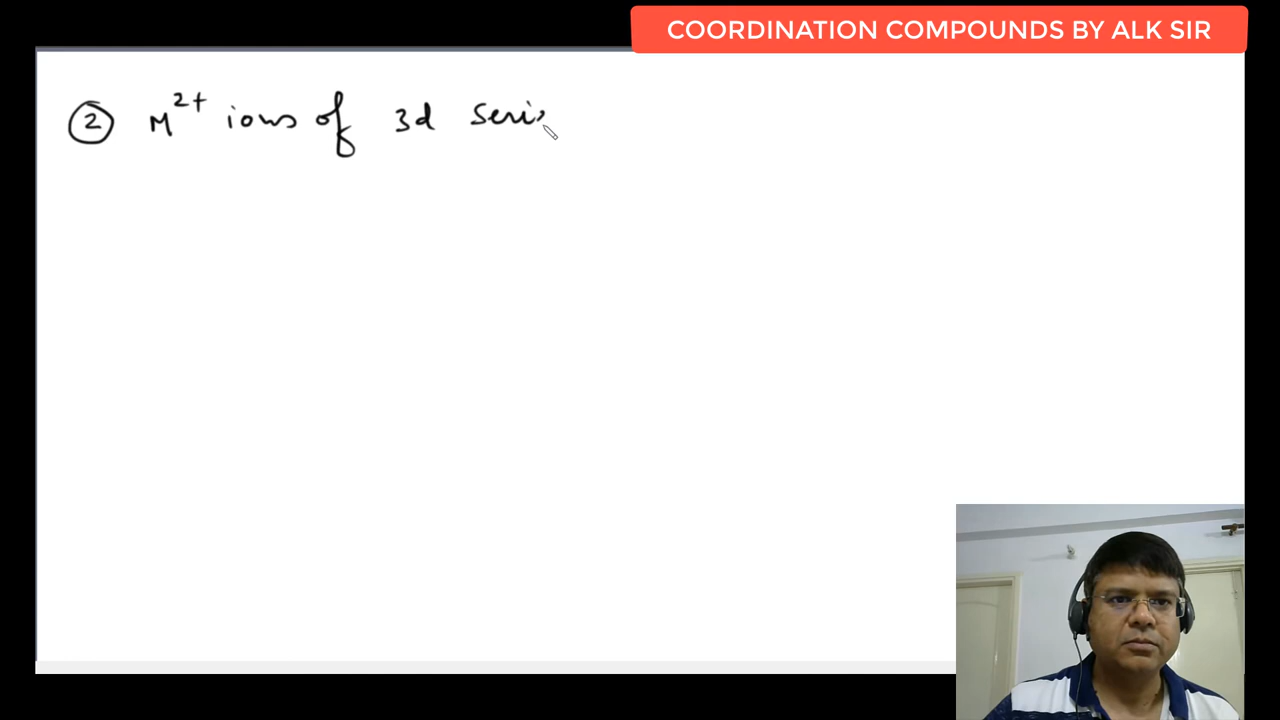 COORDINATION COMPOUNDS BY ALK SIR
② M²⁺ ions of 3d seri